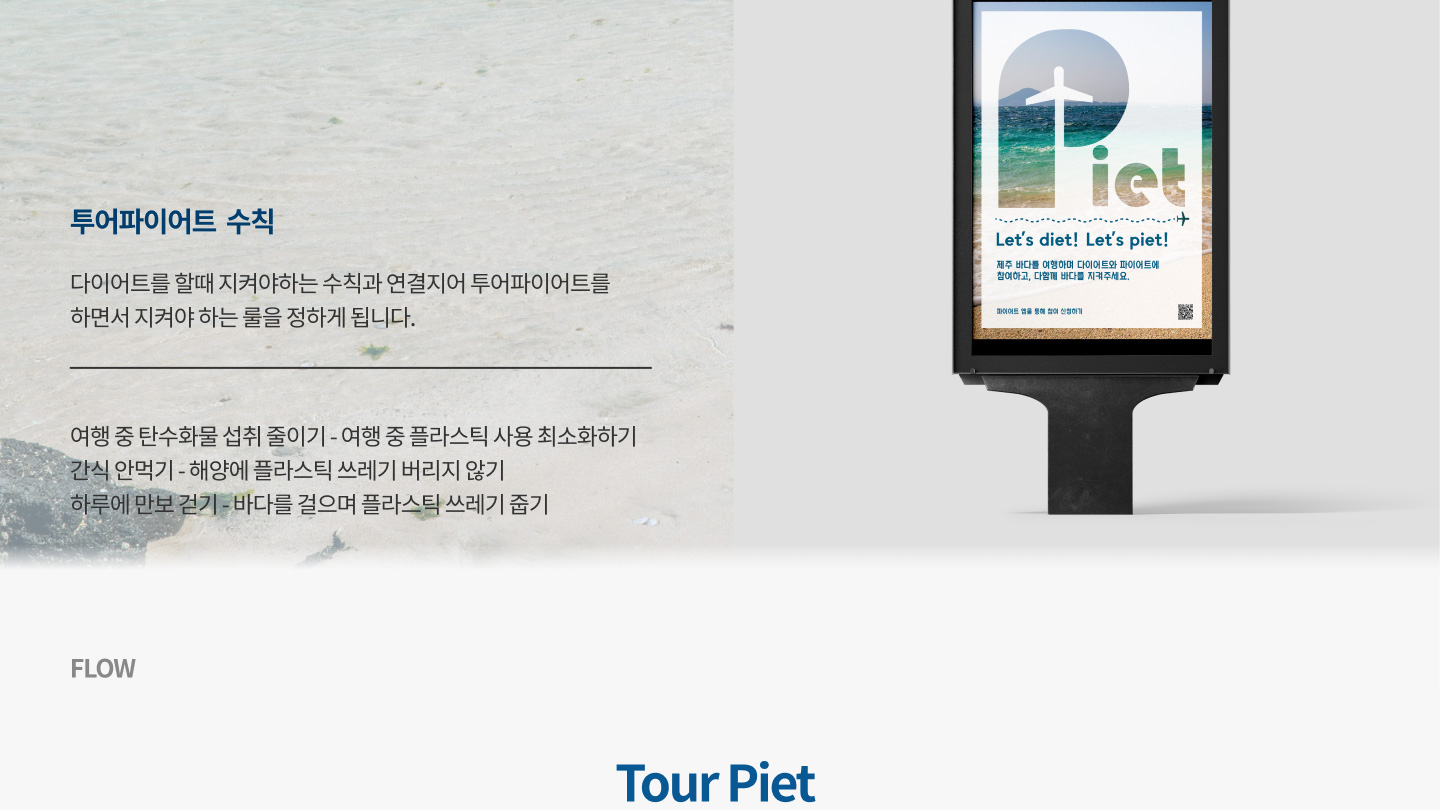 투어파이어트 수칙
다이어트를 할때 지켜야하는 수칙과 연결지어 투어파이어트를
하면서 지켜야 하는 룰을 정하게 됩니다.
여행 중 탄수화물 섭취 줄이기 - 여행 중 플라스틱 사용 최소화하기
간식 안먹기 - 해양에 플라스틱 쓰레기 버리지 않기
하루에 만보 걷기 - 바다를 걸으며 플라스틱 쓰레기 줍기
Piet
Let's diet! Let's piet!
제주 바다를 여행하며 다이어트와 파이어트에
참여하고, 다함께 바다를 지켜주세요.
파이어트 앱을 통해 참여 신청하기
FLOW
Tour Piet